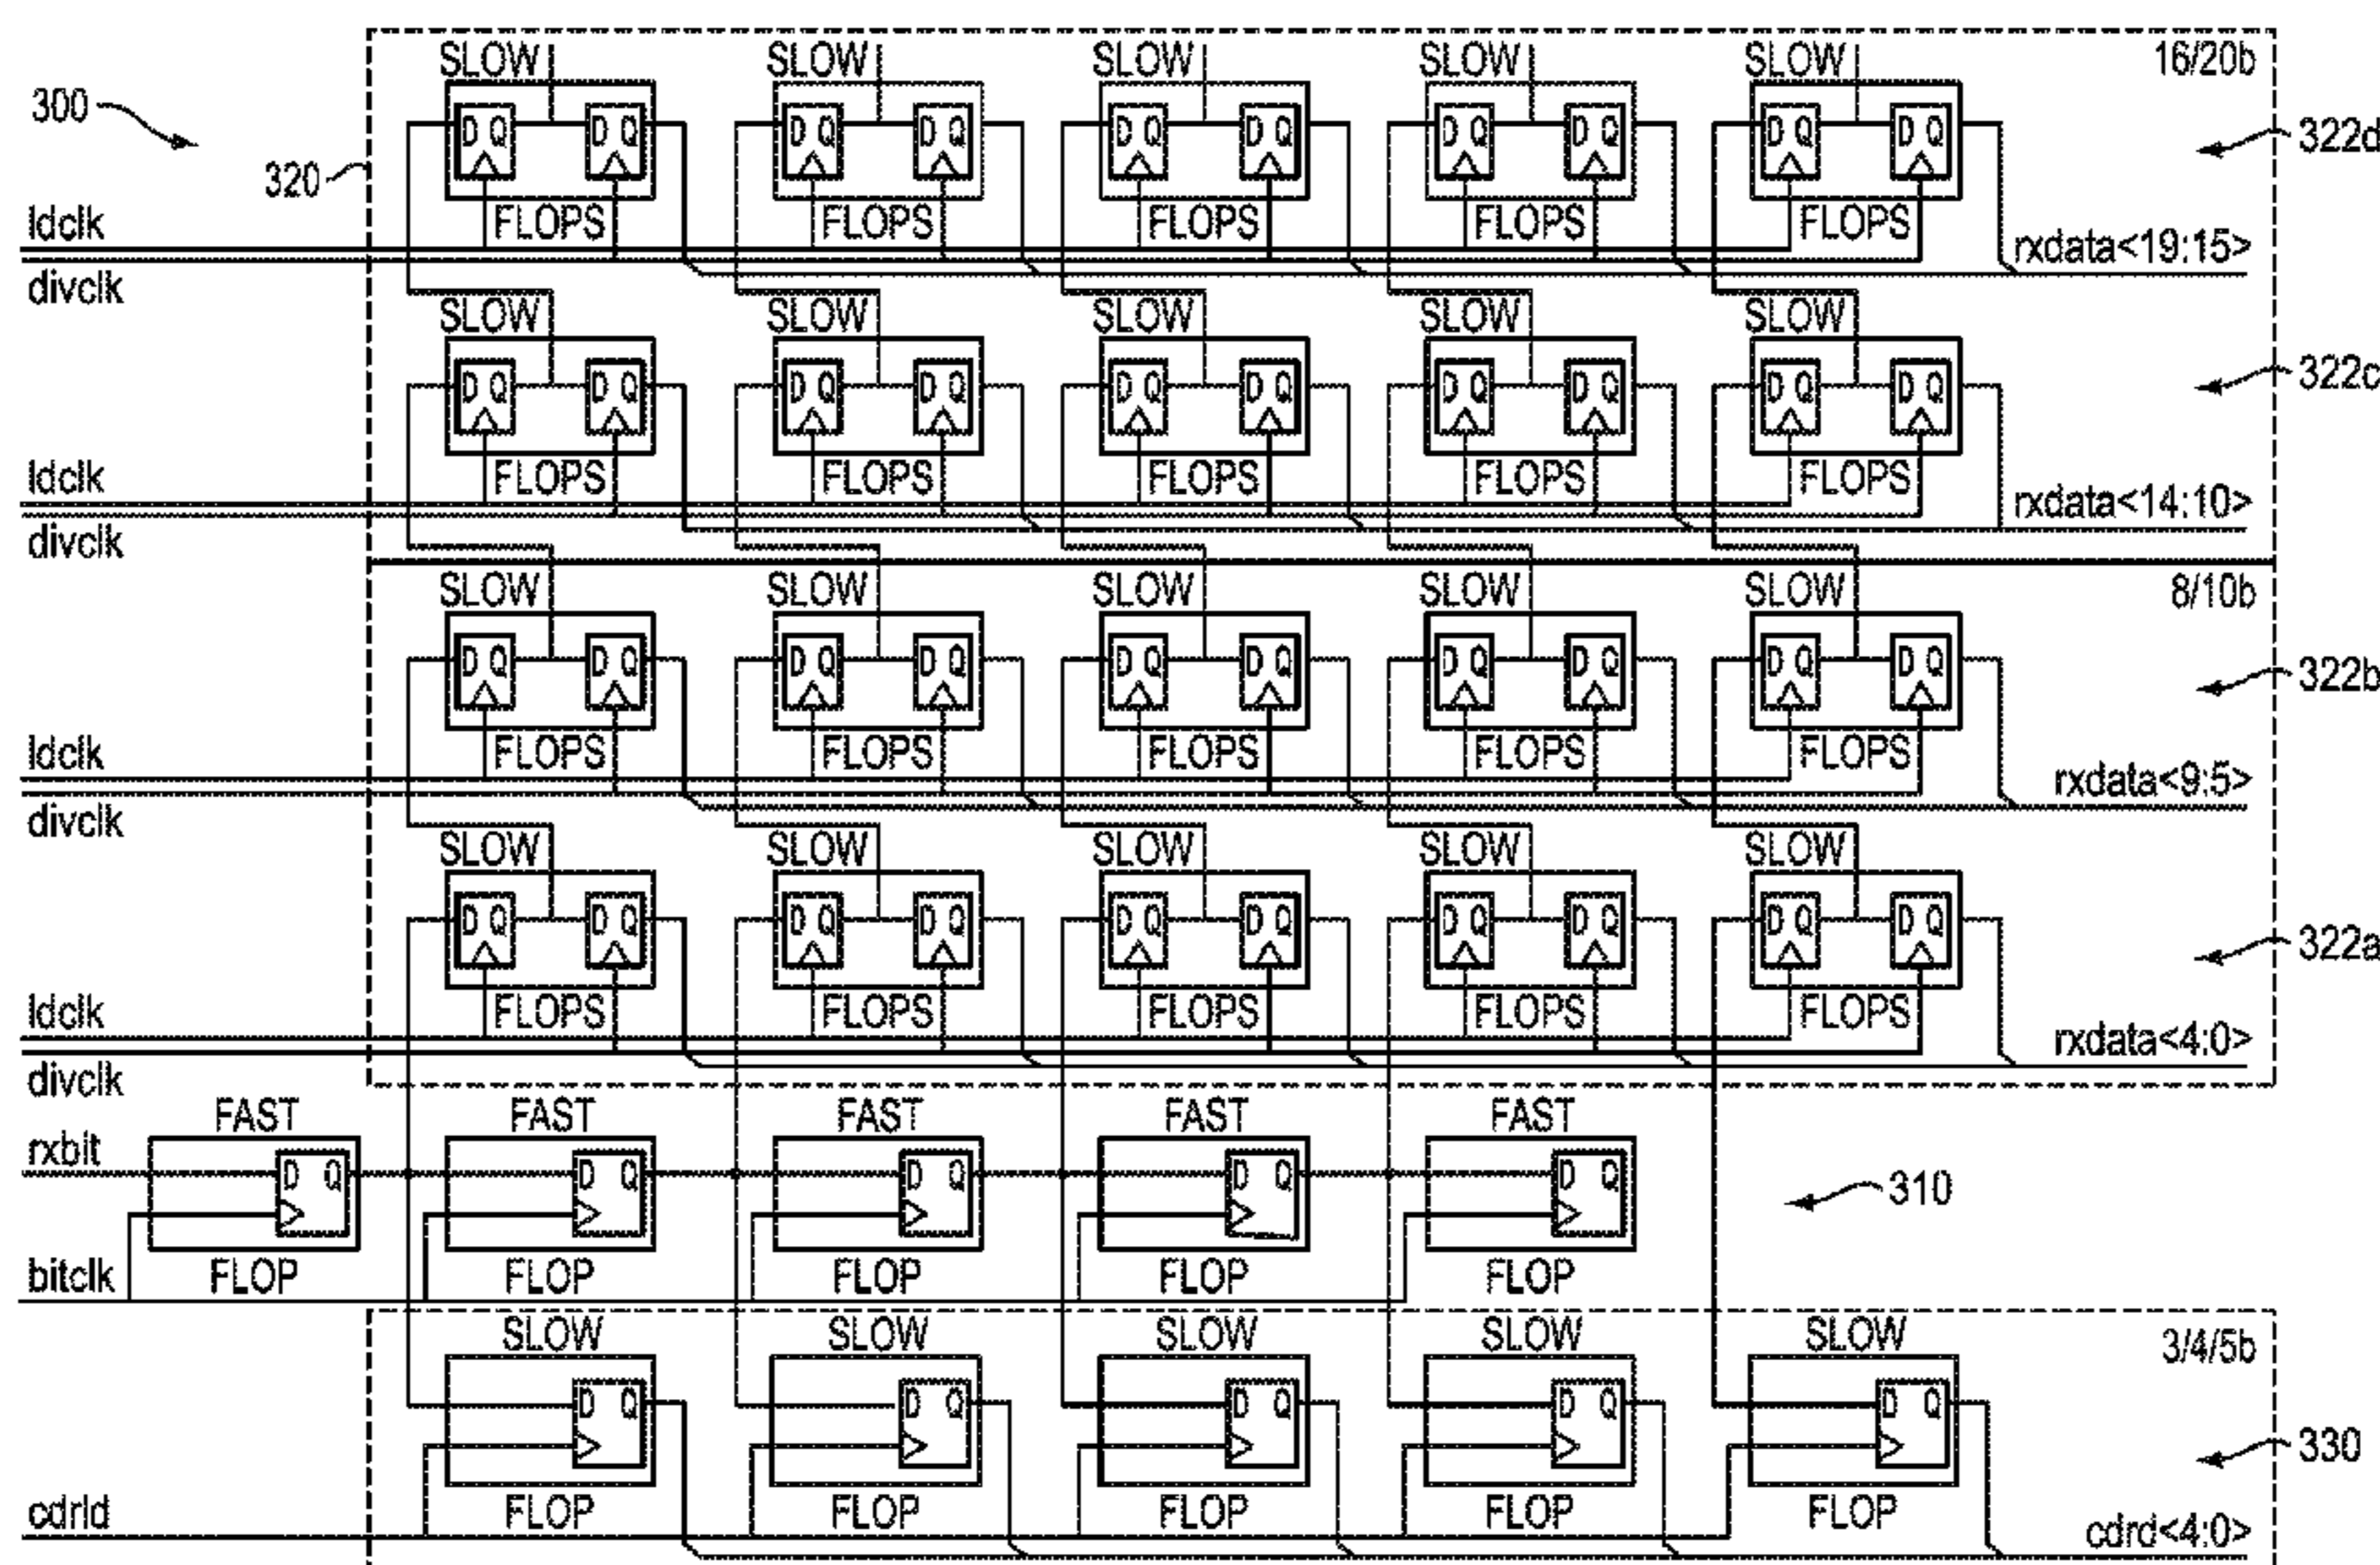 SLOW SLOW SLOW SLOW SLOW 16/20b
300
D Q D Q D Q D Q D Q D Q D Q D Q D Q D Q 322d
320
ldclk FLOPS FLOPS FLOPS FLOPS FLOPS rxdata<19:15>
divclk
SLOW SLOW SLOW SLOW SLOW
D Q D Q D Q D Q D Q D Q D Q D Q D Q D Q 322c
ldclk FLOPS FLOPS FLOPS FLOPS FLOPS rxdata<14:10>
divclk
SLOW SLOW SLOW SLOW SLOW 8/10b
D Q D Q D Q D Q D Q D Q D Q D Q D Q D Q 322b
ldclk FLOPS FLOPS FLOPS FLOPS FLOPS rxdata<9:5>
divclk
SLOW SLOW SLOW SLOW SLOW
D Q D Q D Q D Q D Q D Q D Q D Q D Q D Q 322a
ldclk FLOPS FLOPS FLOPS FLOPS FLOPS rxdata<4:0>
divclk
FAST FAST FAST FAST FAST
rxbit D Q D Q D Q D Q D Q 310
bitclk FLOP FLOP FLOP FLOP FLOP
SLOW SLOW SLOW SLOW SLOW 3/4/5b
D Q D Q D Q D Q D Q 330
cdrld FLOP FLOP FLOP FLOP FLOP cdrd<4:0>